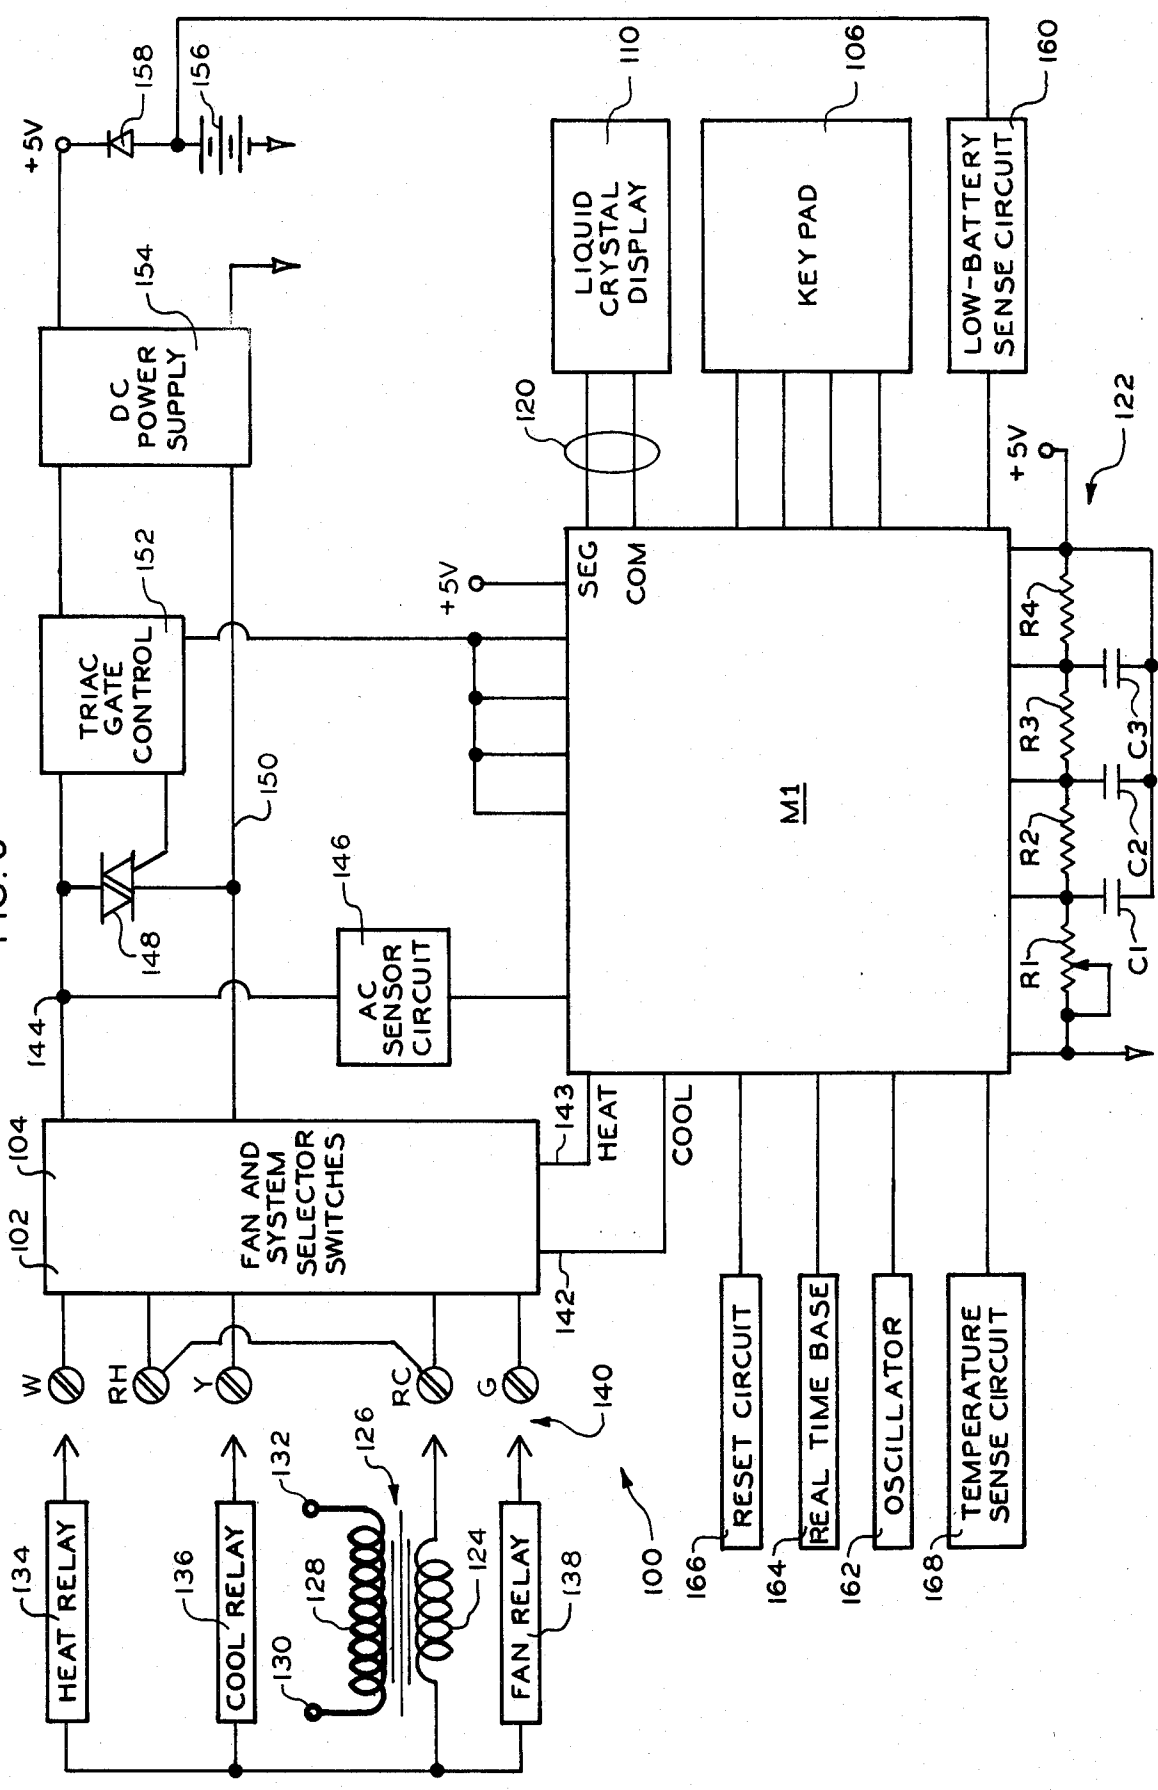 134
HEAT RELAY
W
102
104
144
FAN AND
SYSTEM
SELECTOR
SWITCHES
RH
Y
136
COOL RELAY
148
TRIAC
GATE
CONTROL
152
DC
POWER
SUPPLY
154
+5V
158
156
150
130
132
128
126
124
RC
G
140
138
FAN RELAY
142
143
HEAT
COOL
146
AC
SENSOR
CIRCUIT
+5V
SEG
COM
120
LIQUID
CRYSTAL
DISPLAY
110
KEY PAD
106
M1
100
166
RESET CIRCUIT
164
REAL TIME BASE
162
OSCILLATOR
168
TEMPERATURE
SENSE CIRCUIT
LOW-BATTERY
SENSE CIRCUIT
160
R1
R2
R3
R4
+5V
122
C1
C2
C3